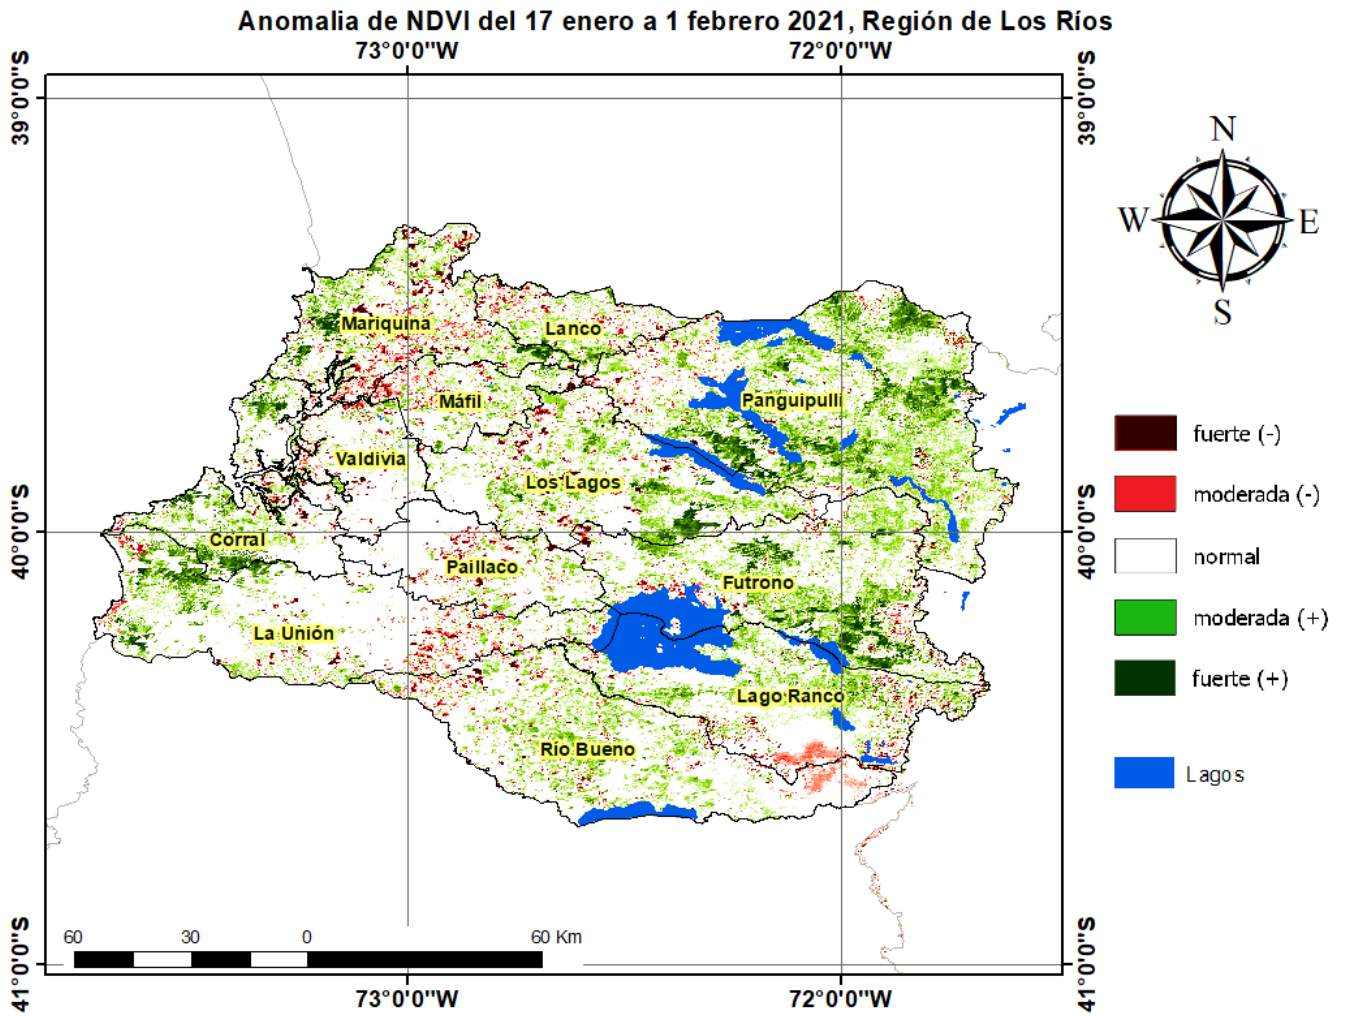 Anomalia de NDVI del 17 enero a 1 febrero 2021, Región de Los Ríos
73°0'0"W
72°0'0"W
39°0'0"S
39°0'0"S
N
W
E
S
Mariquina
Lanco
Máfil
Panguipulli
Valdivia
Los Lagos
fuerte (-)
moderada (-)
normal
moderada (+)
fuerte (+)
Lagos
40°0'0"S
40°0'0"S
Corral
Paillaco
Futrono
La Unión
Lago Ranco
Río Bueno
60
30
0
60 Km
41°0'0"S
41°0'0"S
73°0'0"W
72°0'0"W